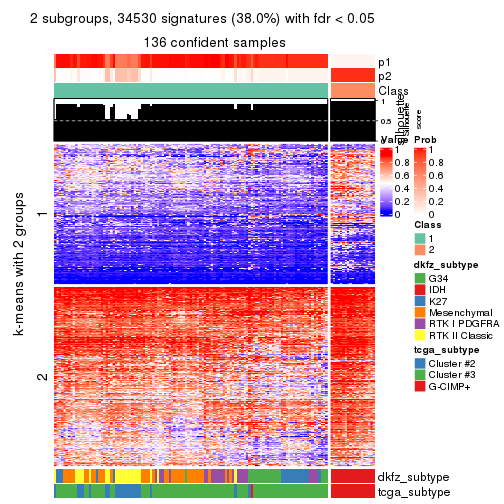 2 subgroups, 34530 signatures (38.0%) with fdr < 0.05
136 confident samples
p1
p2
Class
1
0.5
0
Silhouette
score
k-means with 2 groups
1
2
Value
1
0.8
0.6
0.4
0.2
0
Prob
1
0.8
0.6
0.4
0.2
0
Class
1
2
dkfz_subtype
G34
IDH
K27
Mesenchymal
RTK I PDGFRA
RTK II Classic
tcga_subtype
Cluster #2
Cluster #3
G-CIMP+
dkfz_subtype
tcga_subtype